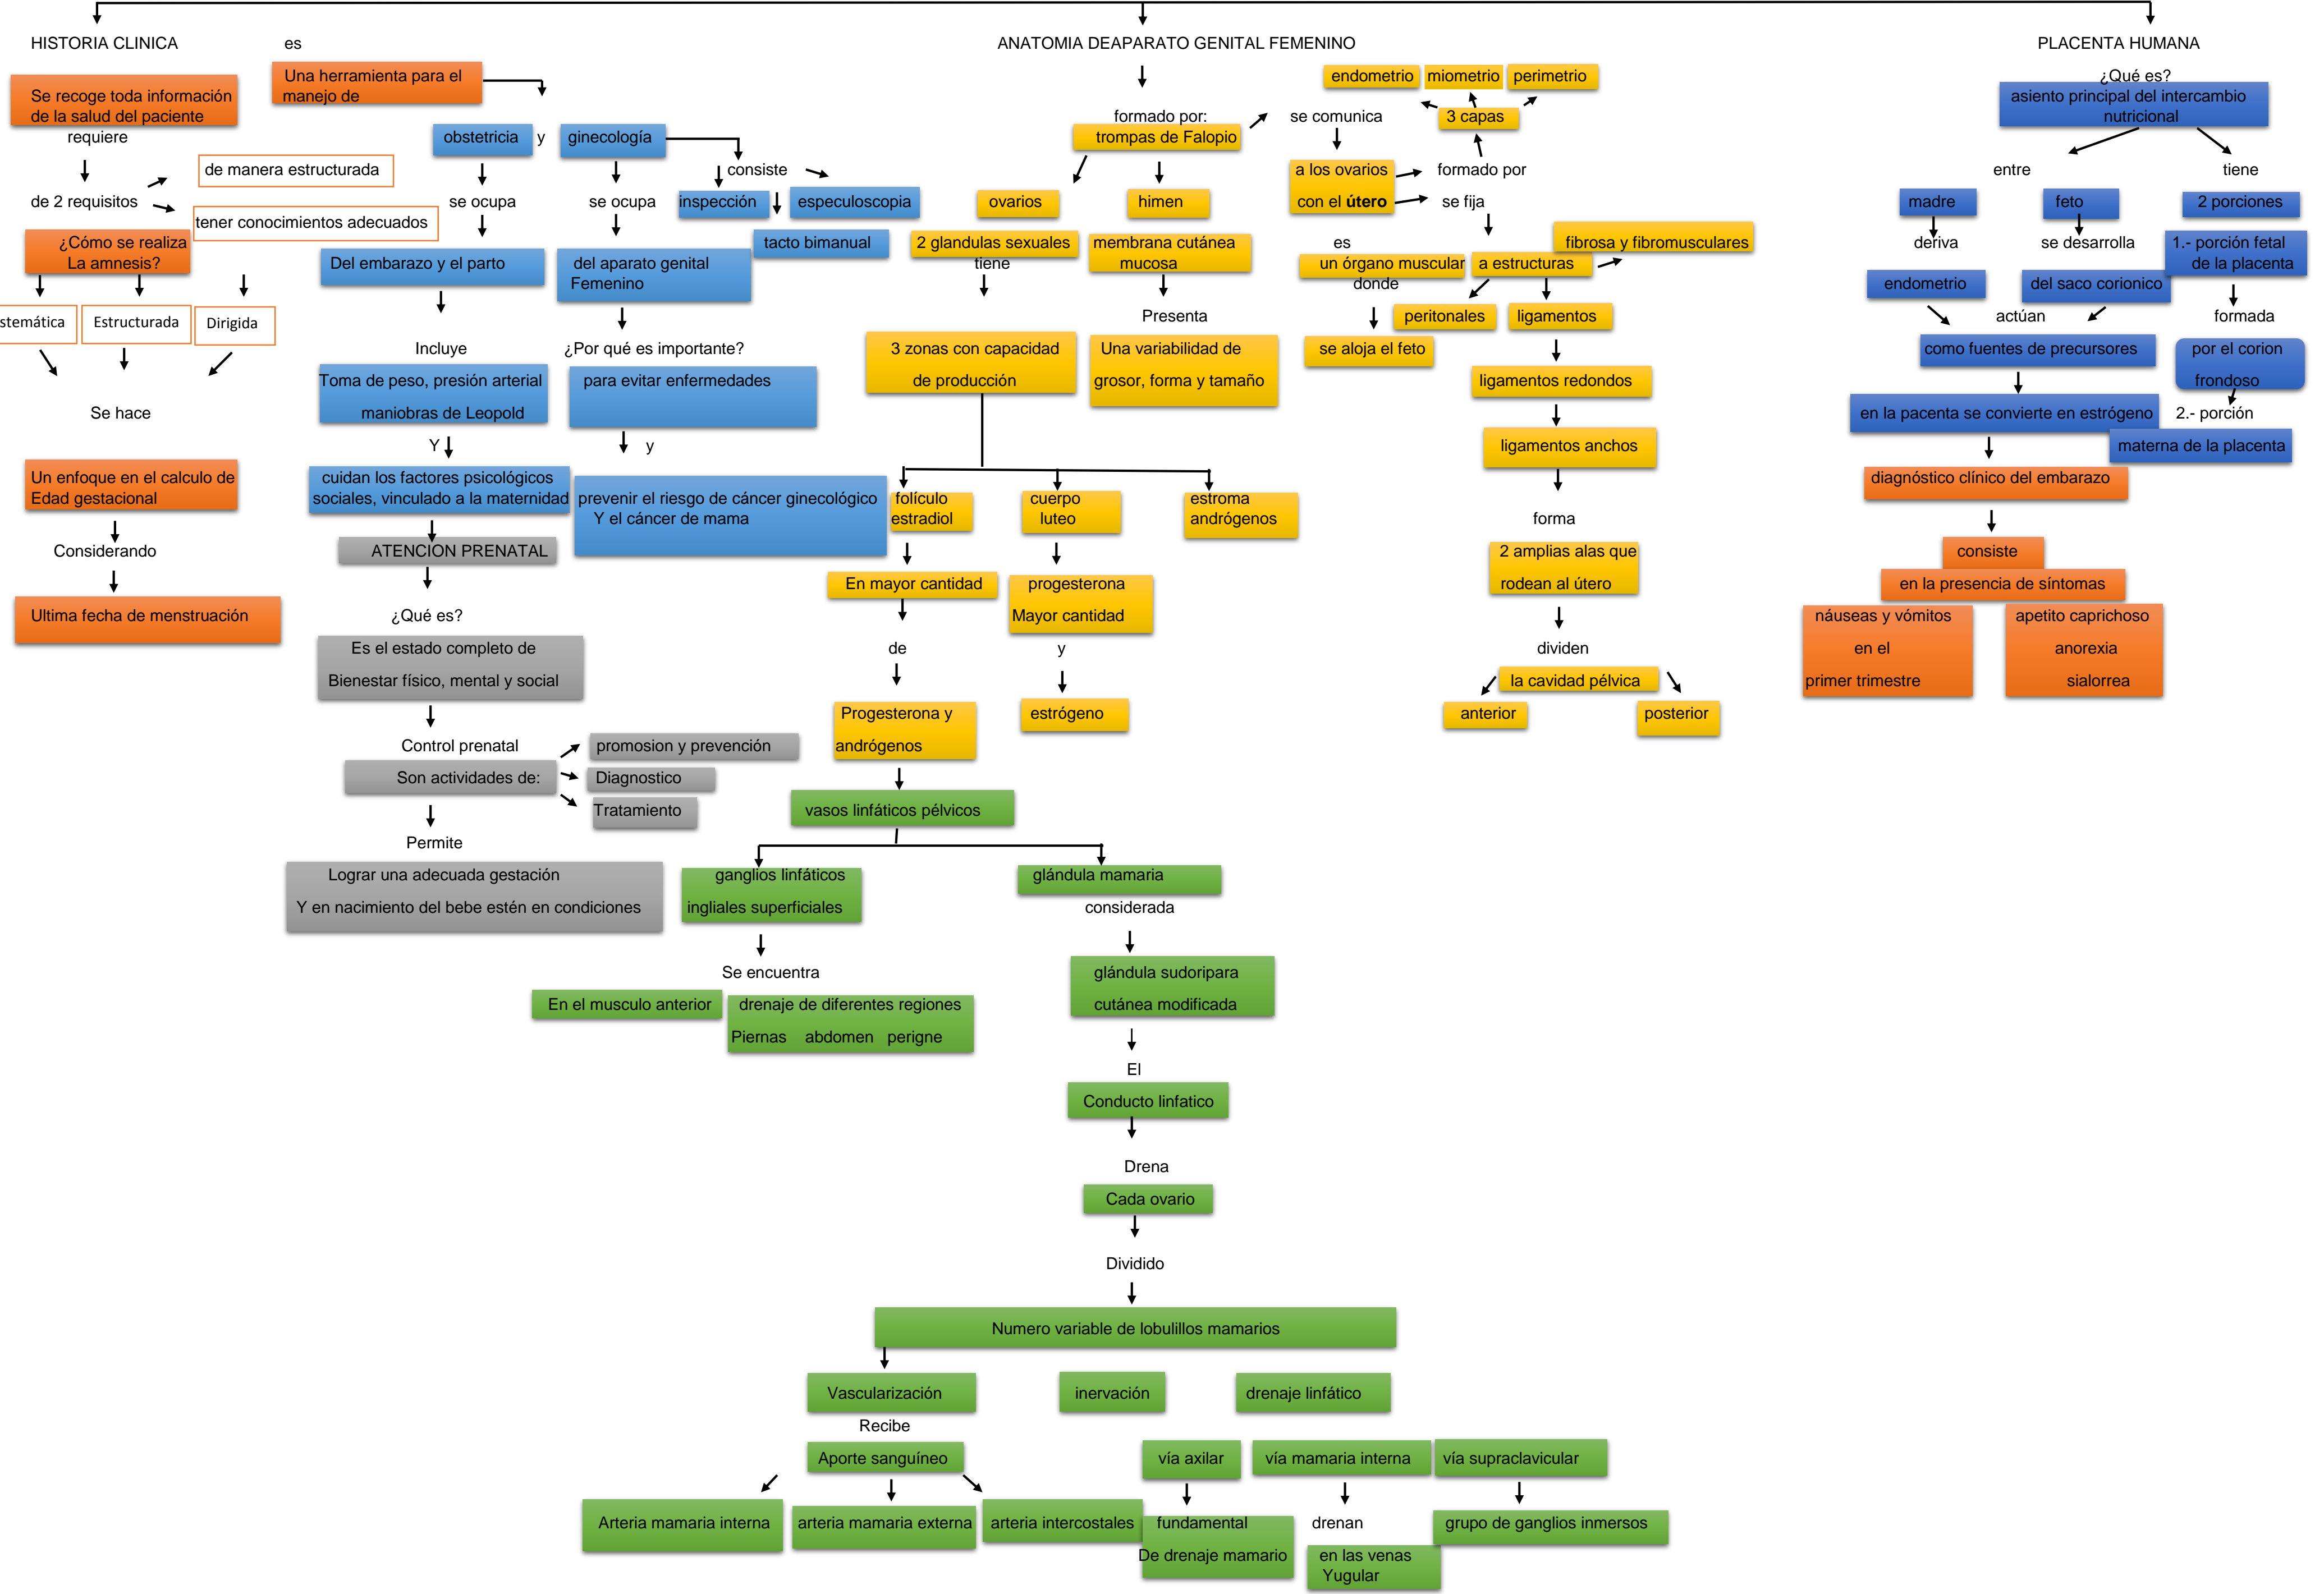 HISTORIA CLINICA
es
ANATOMIA DEAPARATO GENITAL FEMENINO
PLACENTA HUMANA
Se recoge toda información
de la salud del paciente
requiere
de 2 requisitos
de manera estructurada
tener conocimientos adecuados
¿Cómo se realiza
La amnesis?
Estructurada
Dirigida
Se hace
Un enfoque en el calculo de
Edad gestacional
Considerando
Ultima fecha de menstruación
Una herramienta para el
manejo de
obstetricia
y
ginecología
se ocupa
Del embarazo y el parto
Incluye
Toma de peso, presión arterial
maniobras de Leopold
Y
cuidan los factores psicológicos
sociales, vinculado a la maternidad
ATENCION PRENATAL
¿Qué es?
Es el estado completo de
Bienestar físico, mental y social
Control prenatal
Son actividades de:
promosion y prevención
Diagnostico
Tratamiento
Permite
Lograr una adecuada gestación
Y en nacimiento del bebe estén en condiciones
se ocupa
del aparato genital
Femenino
¿Por qué es importante?
para evitar enfermedades
y
prevenir el riesgo de cáncer ginecológico
Y el cáncer de mama
consiste
inspección
especuloscopia
tacto bimanual
formado por:
trompas de Falopio
ovarios
2 glandulas sexuales
tiene
3 zonas con capacidad
de producción
folículo
estradiol
En mayor cantidad
de
Progesterona y
andrógenos
cuerpo
luteo
progesterona
Mayor cantidad
y
estrógeno
estroma
andrógenos
himen
membrana cutánea
mucosa
Presenta
Una variabilidad de
grosor, forma y tamaño
se comunica
a los ovarios
con el útero
es
un órgano muscular
donde
se aloja el feto
formado por
3 capas
endometrio
miometrio
perimetrio
se fija
a estructuras
fibrosa y fibromusculares
peritonales
ligamentos
ligamentos redondos
ligamentos anchos
forma
2 amplias alas que
rodean al útero
dividen
la cavidad pélvica
anterior
posterior
vasos linfáticos pélvicos
ganglios linfáticos
ingliales superficiales
Se encuentra
En el musculo anterior
drenaje de diferentes regiones
Piernas abdomen perigne
glándula mamaria
considerada
glándula sudoripara
cutánea modificada
El
Conducto linfatico
Drena
Cada ovario
Dividido
Numero variable de lobulillos mamarios
Vascularización
inervación
drenaje linfático
Recibe
Aporte sanguíneo
Arteria mamaria interna
arteria mamaria externa
arteria intercostales
vía axilar
fundamental
De drenaje mamario
vía mamaria interna
drenan
en las venas
Yugular
vía supraclavicular
grupo de ganglios inmersos
¿Qué es?
asiento principal del intercambio
nutricional
entre
madre
deriva
endometrio
feto
se desarrolla
del saco corionico
actúan
como fuentes de precursores
en la pacenta se convierte en estrógeno
tiene
2 porciones
1.- porción fetal
de la placenta
formada
por el corion
frondoso
2.- porción
materna de la placenta
diagnóstico clínico del embarazo
consiste
en la presencia de síntomas
náuseas y vómitos
en el
primer trimestre
apetito caprichoso
anorexia
sialorrea